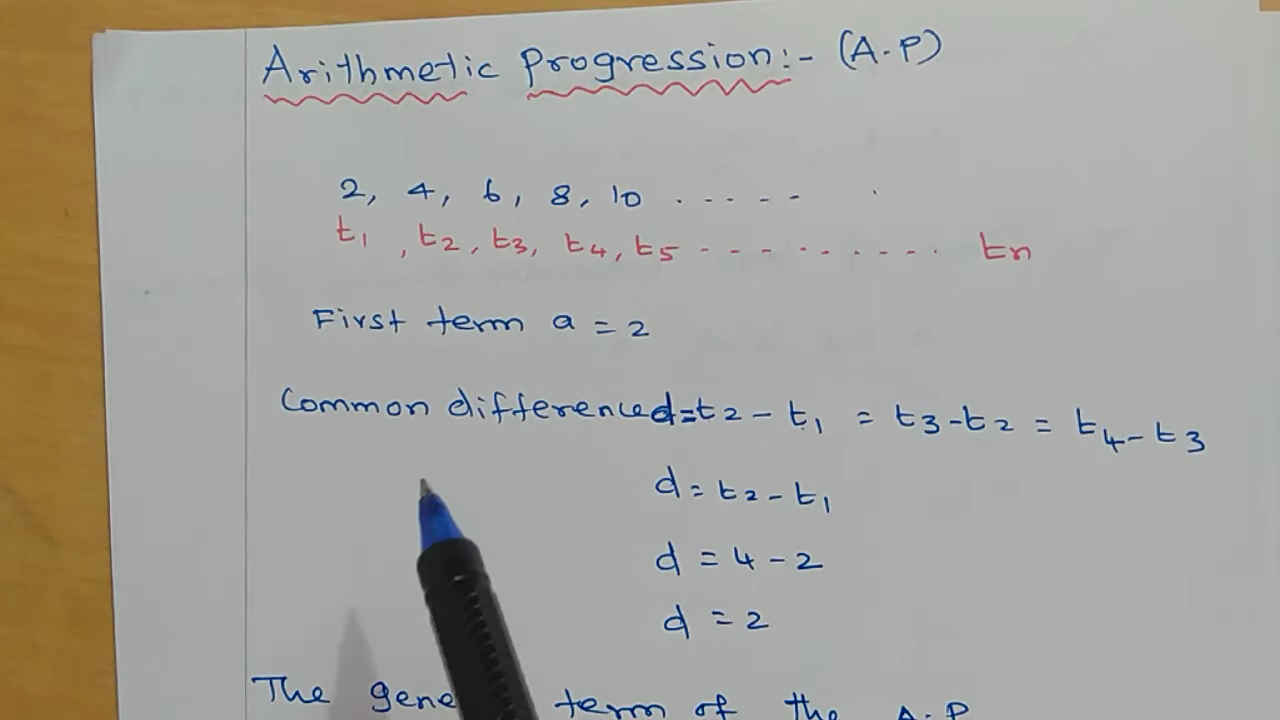 Arithmetic Progression:- (A.P)
2, 4, 6, 8, 10 . . . . .
t1 , t2, t3, t4, t5 - - - - . . . . - . tn
First term a = 2
Common difference d=t2 - t1 = t3-t2 = t4-t3
d = t2 - t1
d = 4 - 2
d = 2
The term of the A.P